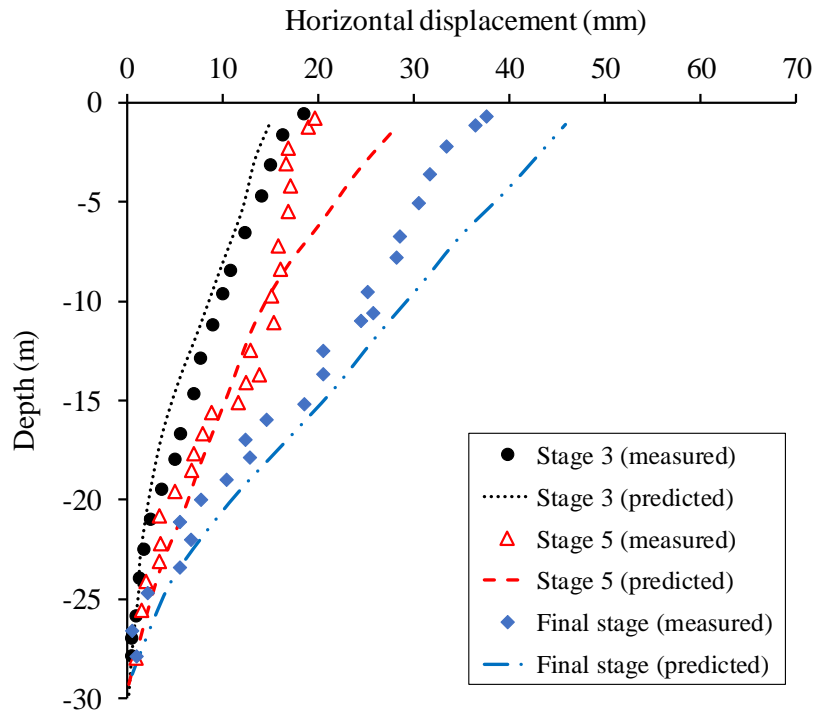 Horizontal displacement (mm)
0 10 20 30 40 50 60 70
0
-5
-10
-15
-20
-25
-30
Depth (m)
Stage 3 (measured)
Stage 3 (predicted)
Stage 5 (measured)
Stage 5 (predicted)
Final stage (measured)
Final stage (predicted)